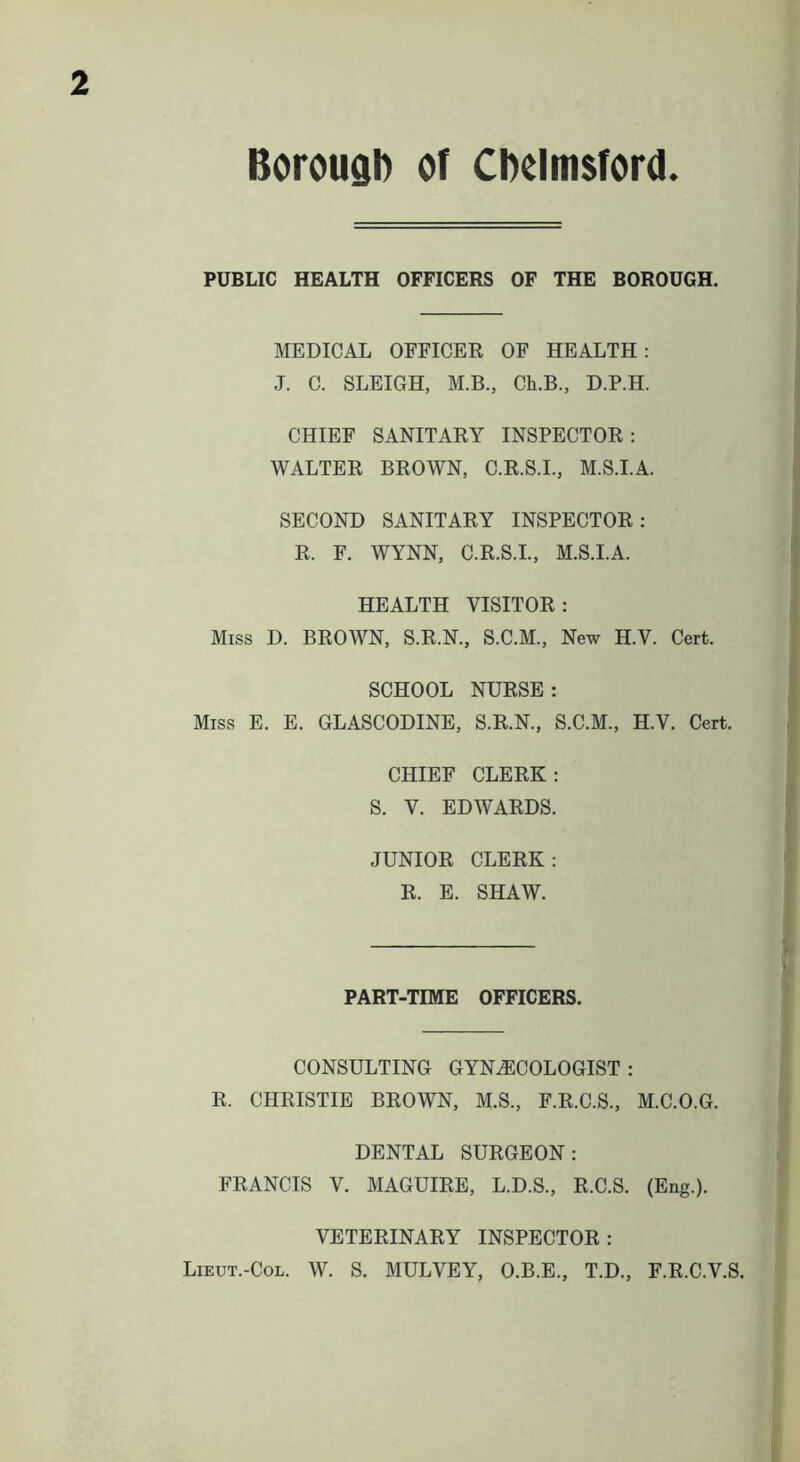 2
Borough of Chelmsford.
PUBLIC HEALTH OFFICERS OF THE BOROUGH.
MEDICAL OFFICER OF HEALTH :
J. C. SLEIGH, M.B., Ch.B., D.P.H.
CHIEF SANITARY INSPECTOR :
WALTER BROWN, C.R.S.I., M.S.I.A.
SECOND SANITARY INSPECTOR :
R. F. WYNN, C.R.S.I., M.S.I.A.
HEALTH VISITOR :
Miss D. BROWN, S.R.N., S.C.M., New H.V. Cert.
SCHOOL NURSE :
Miss E. E. GLASCODINE, S.R.N., S.C.M., H.V. Cert.
CHIEF CLERK :
S. V. EDWARDS.
JUNIOR CLERK :
R. E. SHAW.
PART-TIME OFFICERS.
CONSULTING GYNÆCOLOGIST :
R. CHRISTIE BROWN, M.S., F.R.C.S., M.C.O.G.
DENTAL SURGEON :
FRANCIS V. MAGUIRE, L.D.S., R.C.S. (Eng.).
VETERINARY INSPECTOR :
LIEUT.-COL. W. S. MULVEY, O.B.E., T.D., F.R.C.V.S.